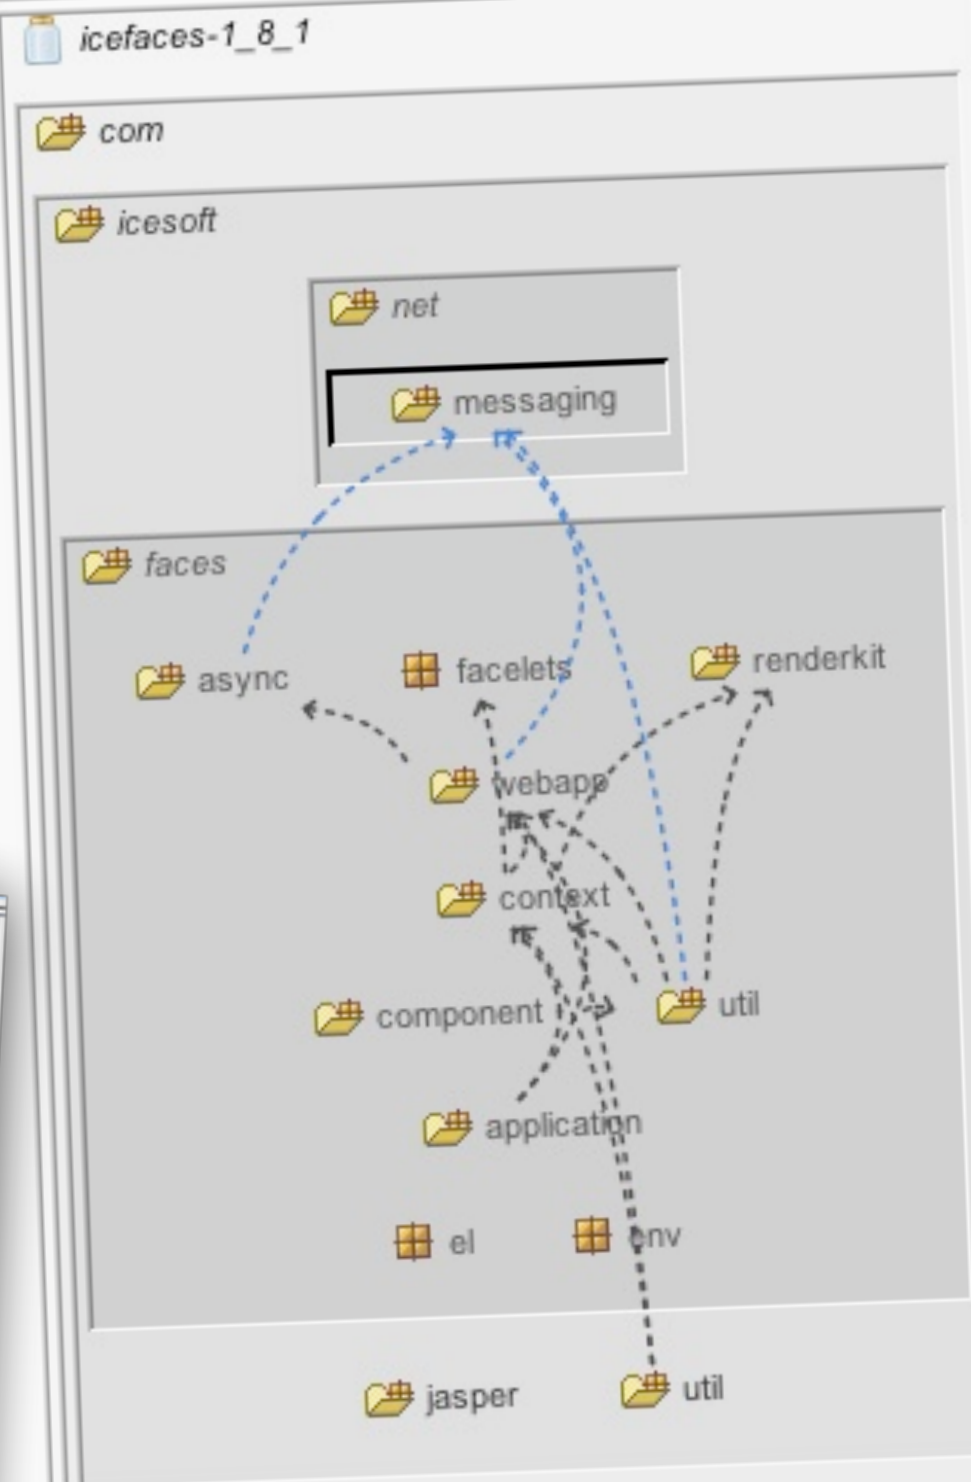 icefaces-1_8_1
com
icesoft
net
messaging
faces
async facelets renderkit
webapp
context
component util
application
el env
jasper util